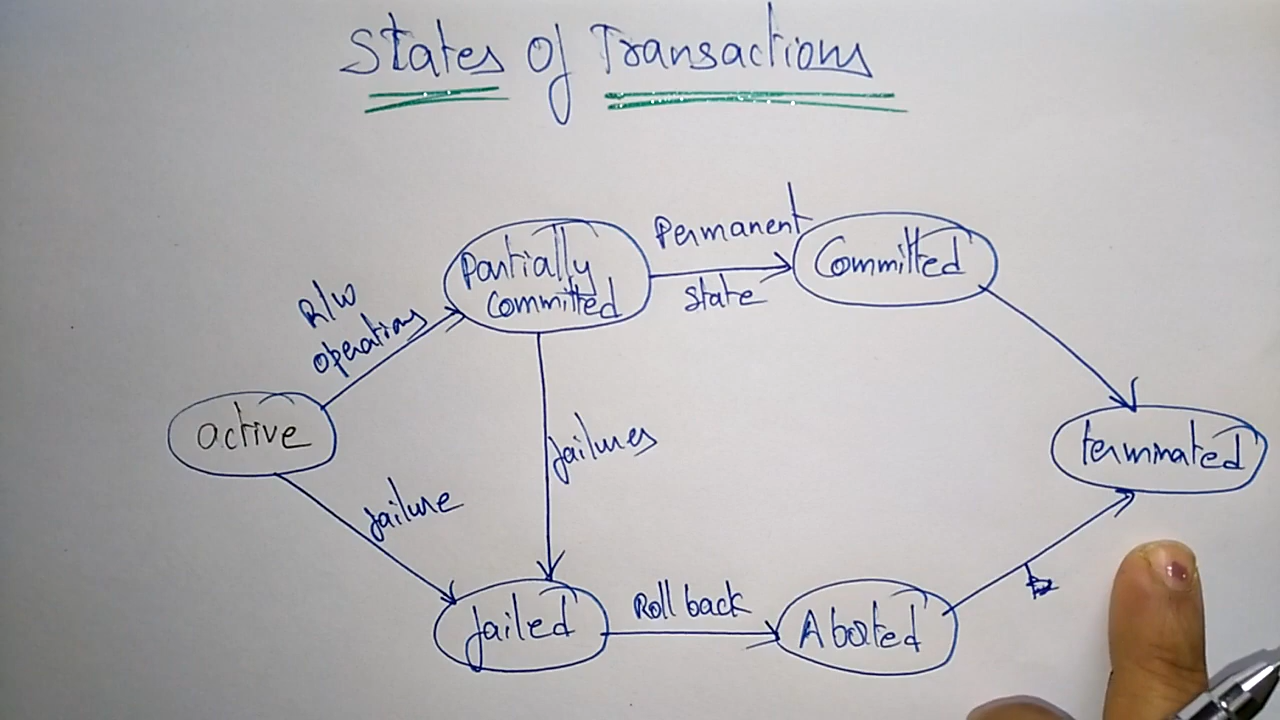 States of Transactions
Permanent
Partially
Committed
Committed
State
R/W
operations
active
failures
terminated
failure
Roll back
failed
Aborted